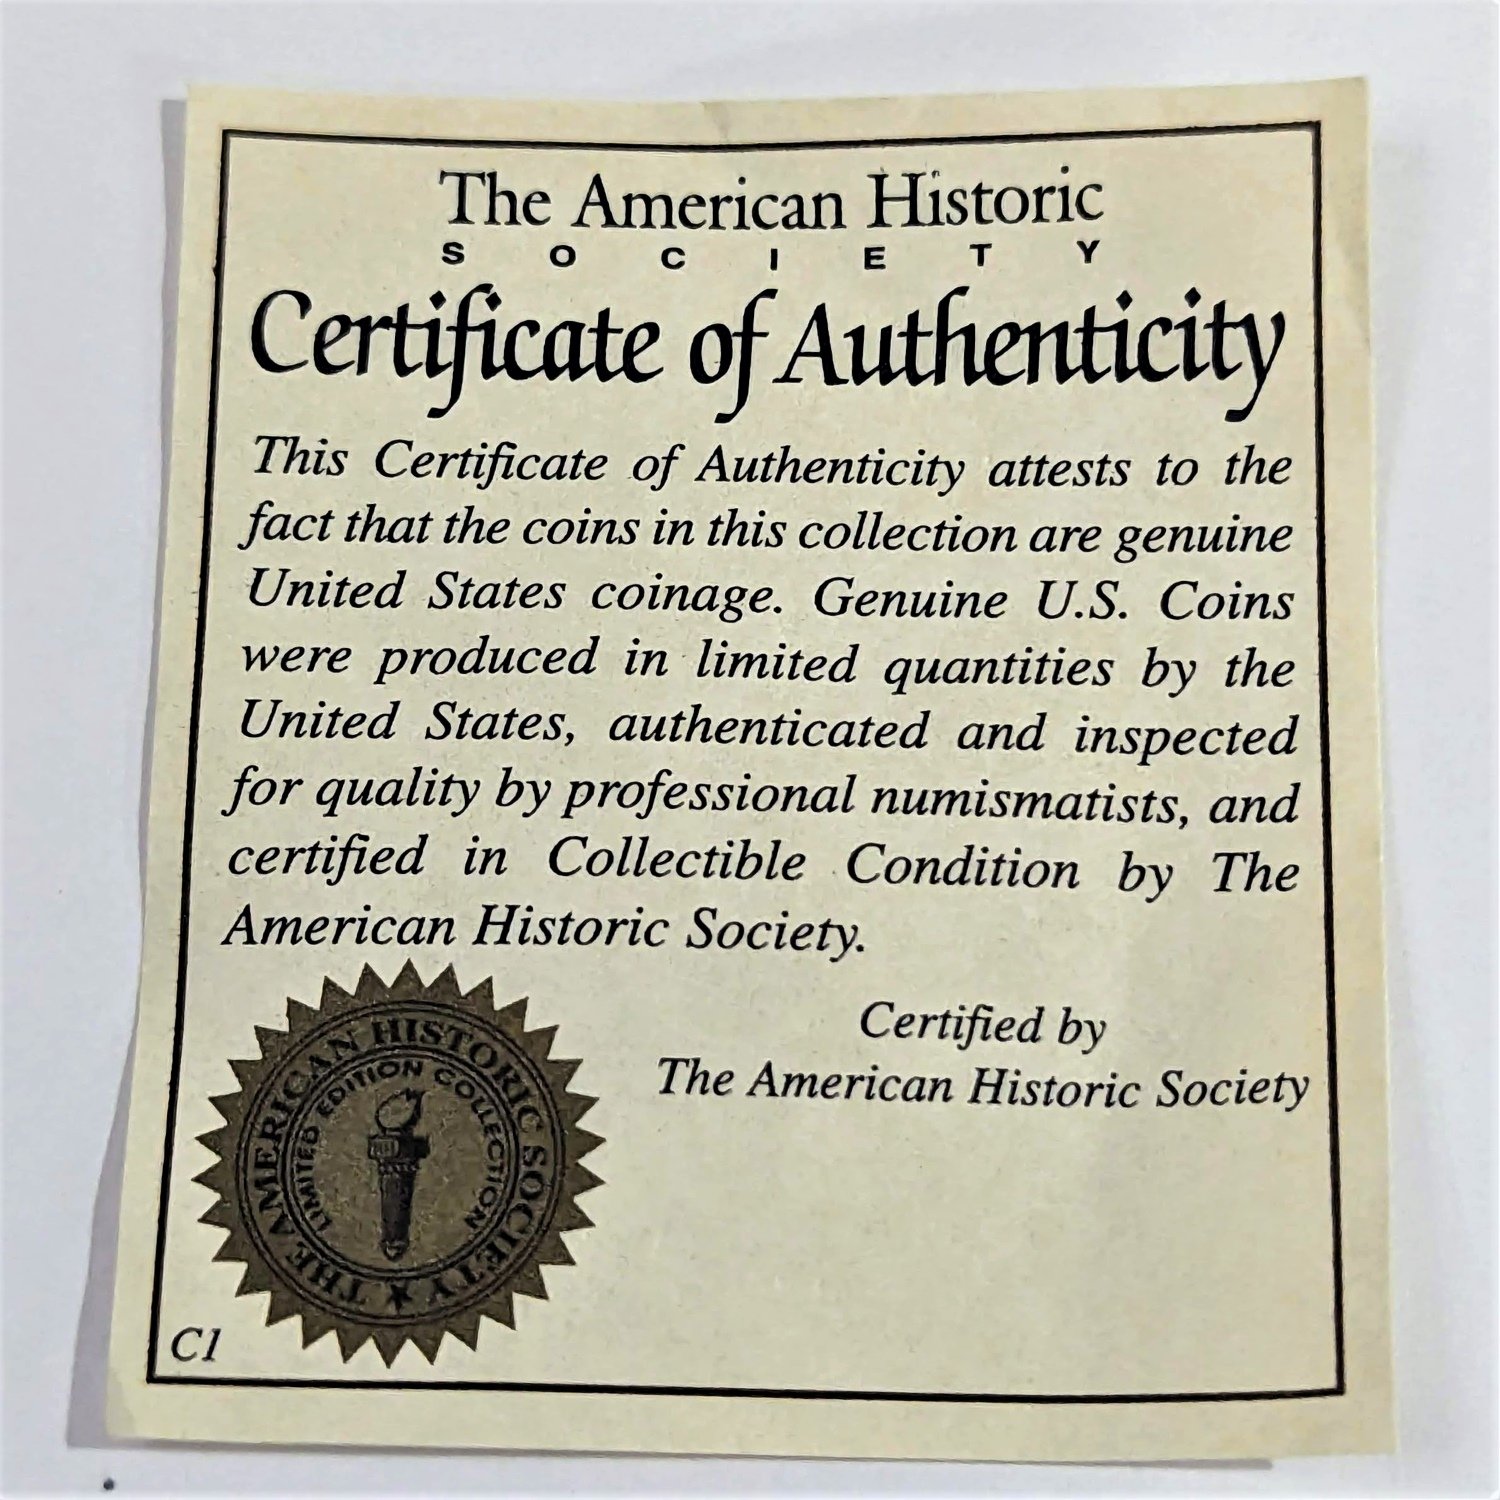 The American Historic
SOCIETY
Certificate of Authenticity
This Certificate of Authenticity attests to the
fact that the coins in this collection are genuine
United States coinage. Genuine U.S. Coins
were produced in limited quantities by the
United States, authenticated and inspected
for quality by professional numismatists, and
certified in Collectible Condition by The
American Historic Society.
Certified by
The American Historic Society
THE AMERICAN HISTORIC SOCIETY ★
LIMITED EDITION COLLECTION
C1